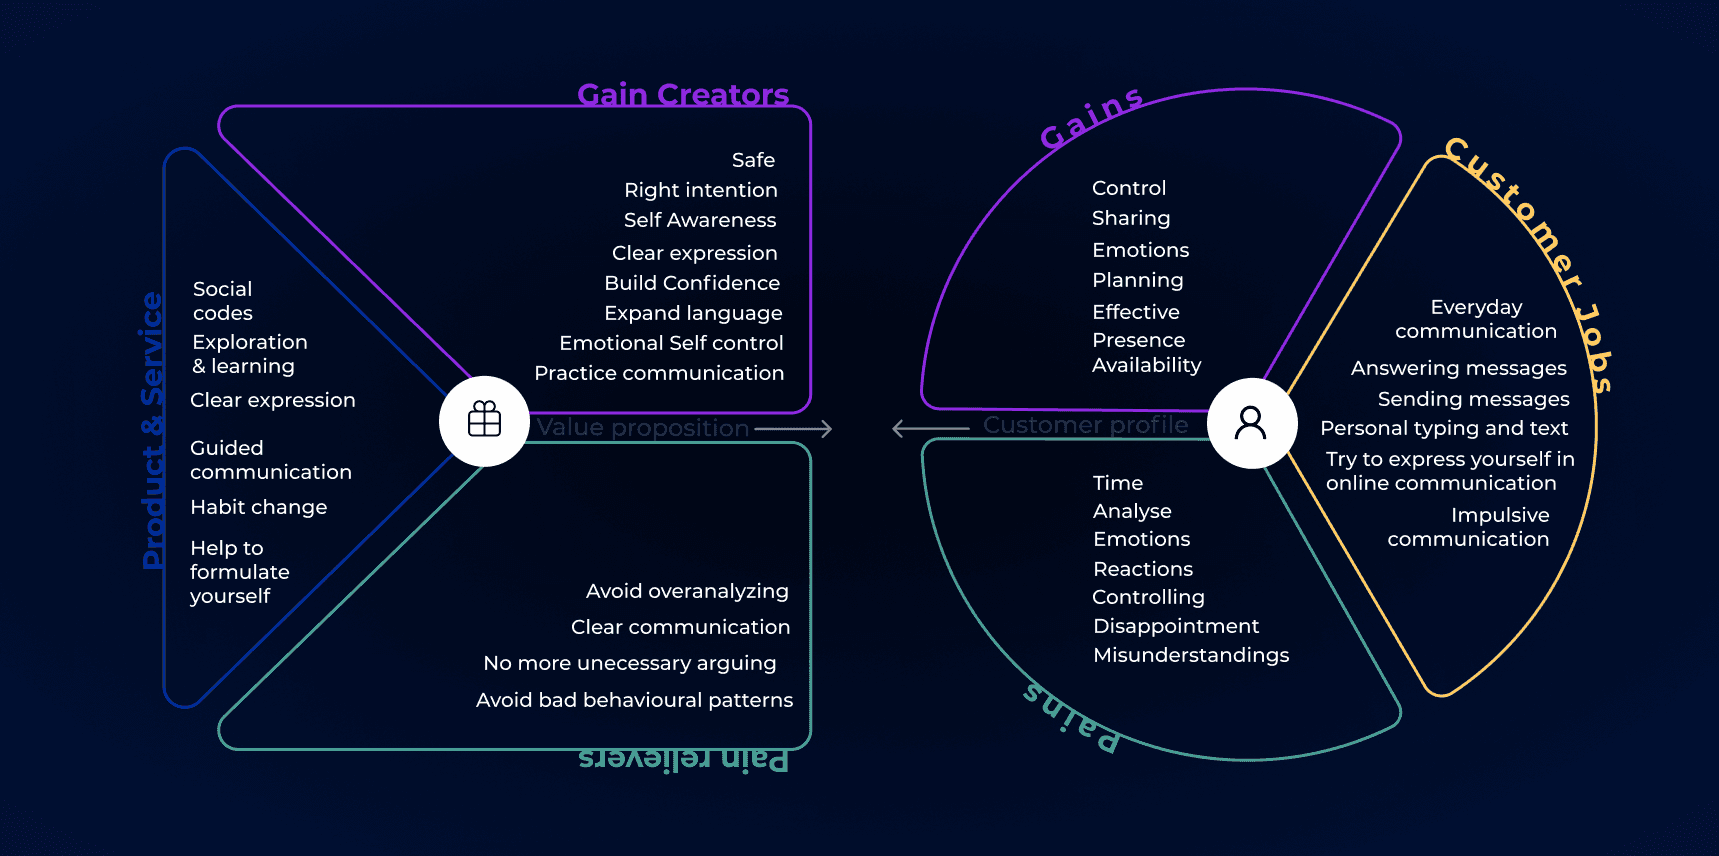 Gain Creators
Safe
Right intention
Self Awareness
Clear expression
Build Confidence
Expand language
Emotional Self control
Practice communication
Product & Service
Social
codes
Exploration
& learning
Clear expression
Guided
communication
Habit change
Help to
formulate
yourself
Value proposition
Avoid overanalyzing
Clear communication
No more unecessary arguing
Avoid bad behavioural patterns
Pain relievers
Gains
Control
Sharing
Emotions
Planning
Effective
Presence
Availability
Customer profile
Time
Analyse
Emotions
Reactions
Controlling
Disappointment
Misunderstandings
Pains
Customer Jobs
Everyday
communication
Answering messages
Sending messages
Personal typing and text
Try to express yourself in
online communication
Impulsive
communication